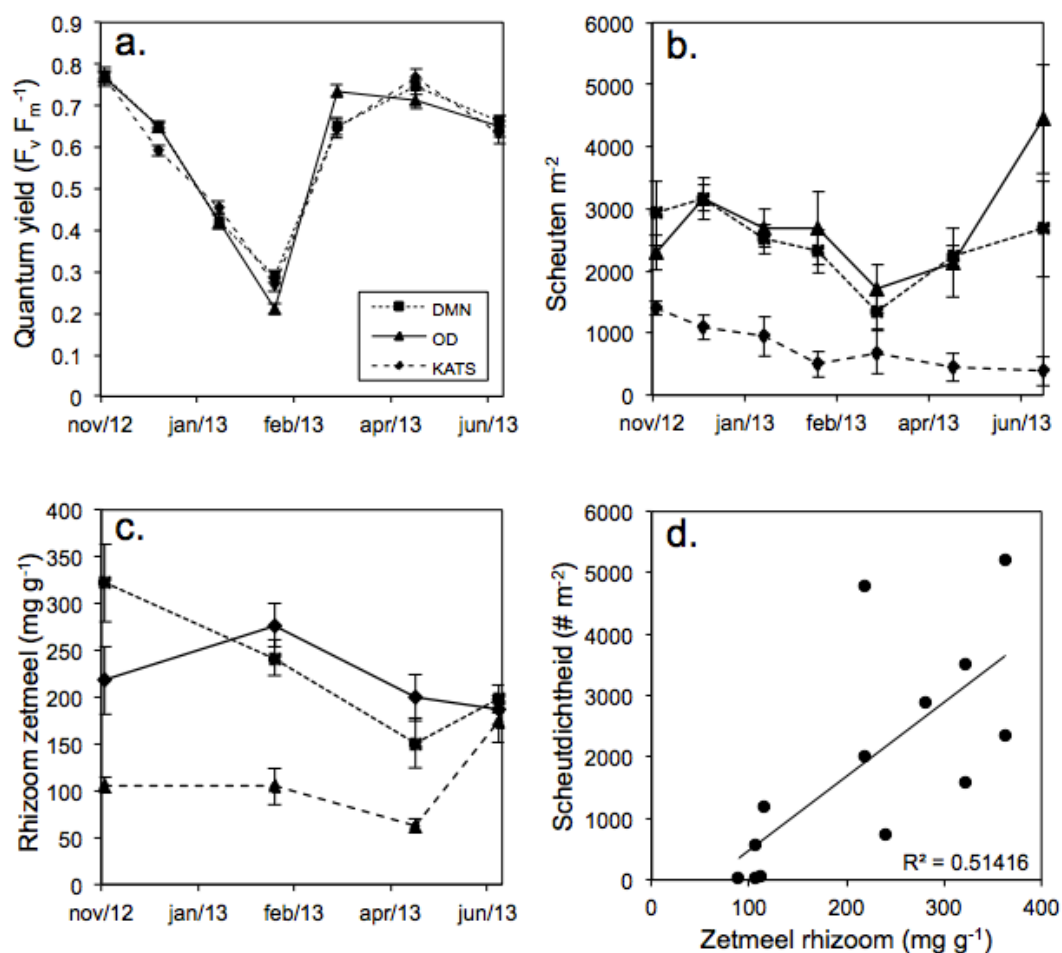 a.
Quantum yield (Fv Fm-1)
0.9
0.8
0.7
0.6
0.5
0.4
0.3
0.2
0.1
0
nov/12 jan/13 feb/13 apr/13 jun/13
DMN
OD
KATS
b.
Scheuten m-2
6000
5000
4000
3000
2000
1000
0
nov/12 jan/13 feb/13 apr/13 jun/13
c.
Rhizoom zetmeel (mg g-1)
400
350
300
250
200
150
100
50
0
nov/12 jan/13 feb/13 apr/13 jun/13
d.
Scheutdichtheid (# m-2)
6000
5000
4000
3000
2000
1000
0
R² = 0.51416
0 100 200 300 400
Zetmeel rhizoom (mg g-1)